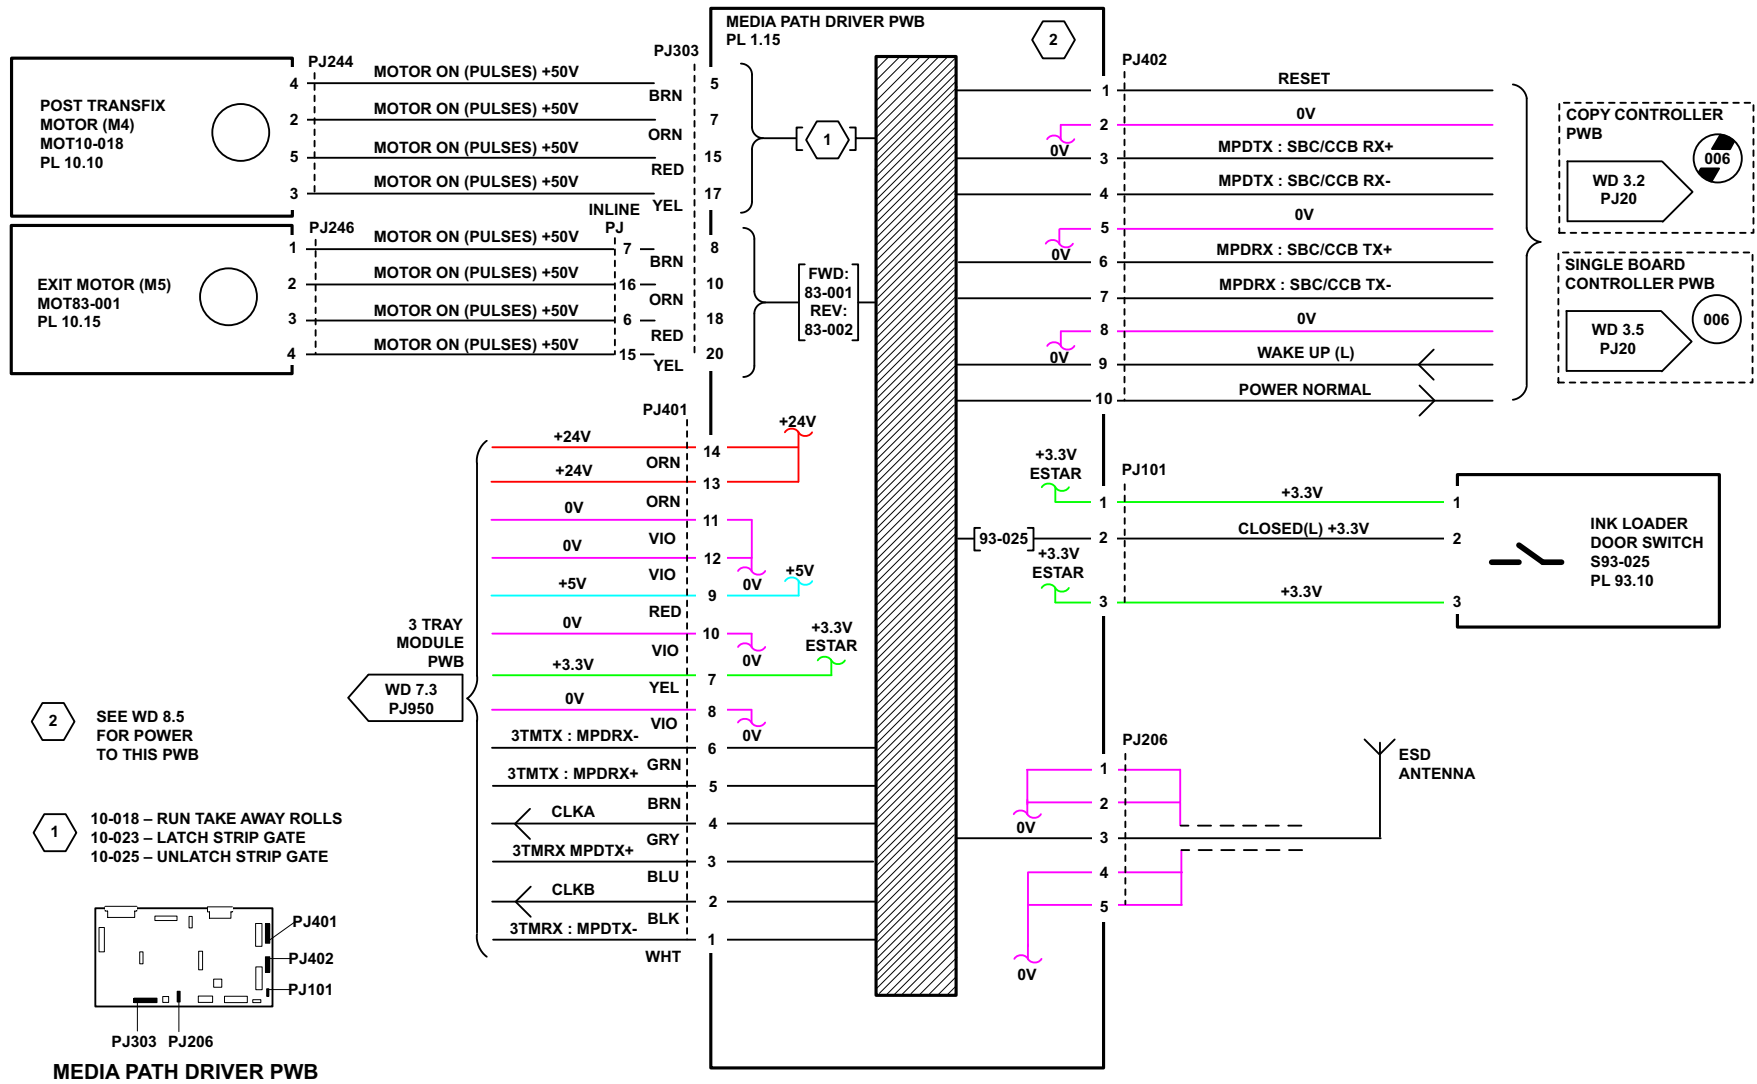 MEDIA PATH DRIVER PWB
PL 1.15
2
PJ244
PJ303
POST TRANSFIX
MOTOR (M4)
MOT10-018
PL 10.10
4 MOTOR ON (PULSES) +50V BRN 5
2 MOTOR ON (PULSES) +50V ORN 7
5 MOTOR ON (PULSES) +50V RED 15
3 MOTOR ON (PULSES) +50V YEL 17
1
PJ246
INLINE
PJ
EXIT MOTOR (M5)
MOT83-001
PL 10.15
1 MOTOR ON (PULSES) +50V 7 BRN 8
2 MOTOR ON (PULSES) +50V 16 ORN 10
3 MOTOR ON (PULSES) +50V 6 RED 18
4 MOTOR ON (PULSES) +50V 15 YEL 20
FWD:
83-001
REV:
83-002
PJ401
+24V
+24V 14 ORN
+24V 13 ORN
0V 11 VIO
0V 12 VIO
0V
+5V
+5V 9 RED
0V 10 VIO
0V
+3.3V
ESTAR
+3.3V 7 YEL
0V 8 VIO
0V
3TMTX : MPDRX- 6 GRN
3TMTX : MPDRX+ 5 BRN
CLKA 4 GRY
3TMRX MPDTX+ 3 BLU
CLKB 2 BLK
3TMRX : MPDTX- 1 WHT
3 TRAY
MODULE
PWB
WD 7.3
PJ950
PJ402
1 RESET
2 0V
0V
3 MPDTX : SBC/CCB RX+
4 MPDTX : SBC/CCB RX-
5 0V
0V
6 MPDRX : SBC/CCB TX+
7 MPDRX : SBC/CCB TX-
8 0V
0V
9 WAKE UP (L)
10 POWER NORMAL
COPY CONTROLLER
PWB
006
WD 3.2
PJ20
SINGLE BOARD
CONTROLLER PWB
006
WD 3.5
PJ20
+3.3V
ESTAR
PJ101
1 +3.3V 1
93-025 2 CLOSED(L) +3.3V 2
+3.3V
ESTAR
3 +3.3V 3
INK LOADER
DOOR SWITCH
S93-025
PL 93.10
PJ206
1
2
0V
3
4
5
0V
ESD
ANTENNA
2
SEE WD 8.5
FOR POWER
TO THIS PWB
1
10-018 – RUN TAKE AWAY ROLLS
10-023 – LATCH STRIP GATE
10-025 – UNLATCH STRIP GATE
PJ401
PJ402
PJ101
PJ303 PJ206
MEDIA PATH DRIVER PWB